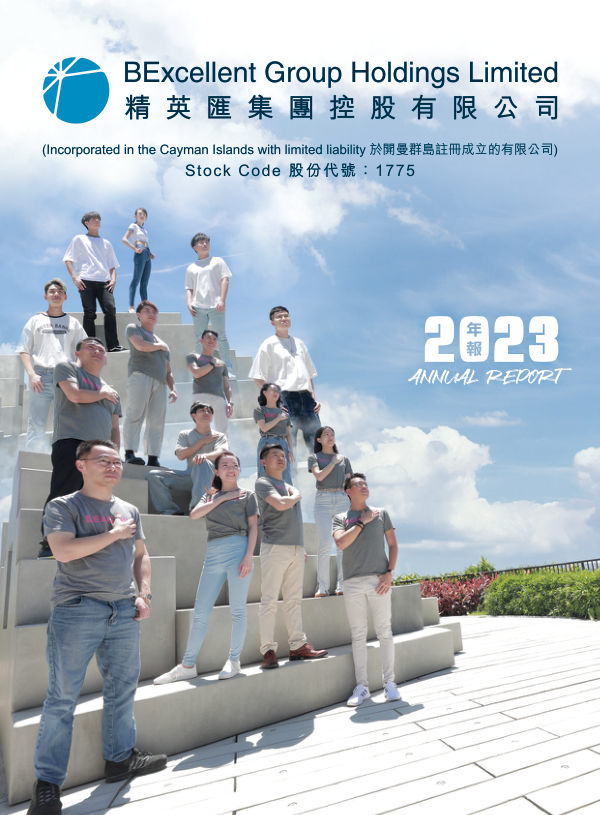 BExcellent Group Holdings Limited
精英匯集團控股有限公司
(Incorporated in the Cayman Islands with limited liability 於開曼群島註冊成立的有限公司)
Stock Code 股份代號：1775
2023
年報
ANNUAL REPORT